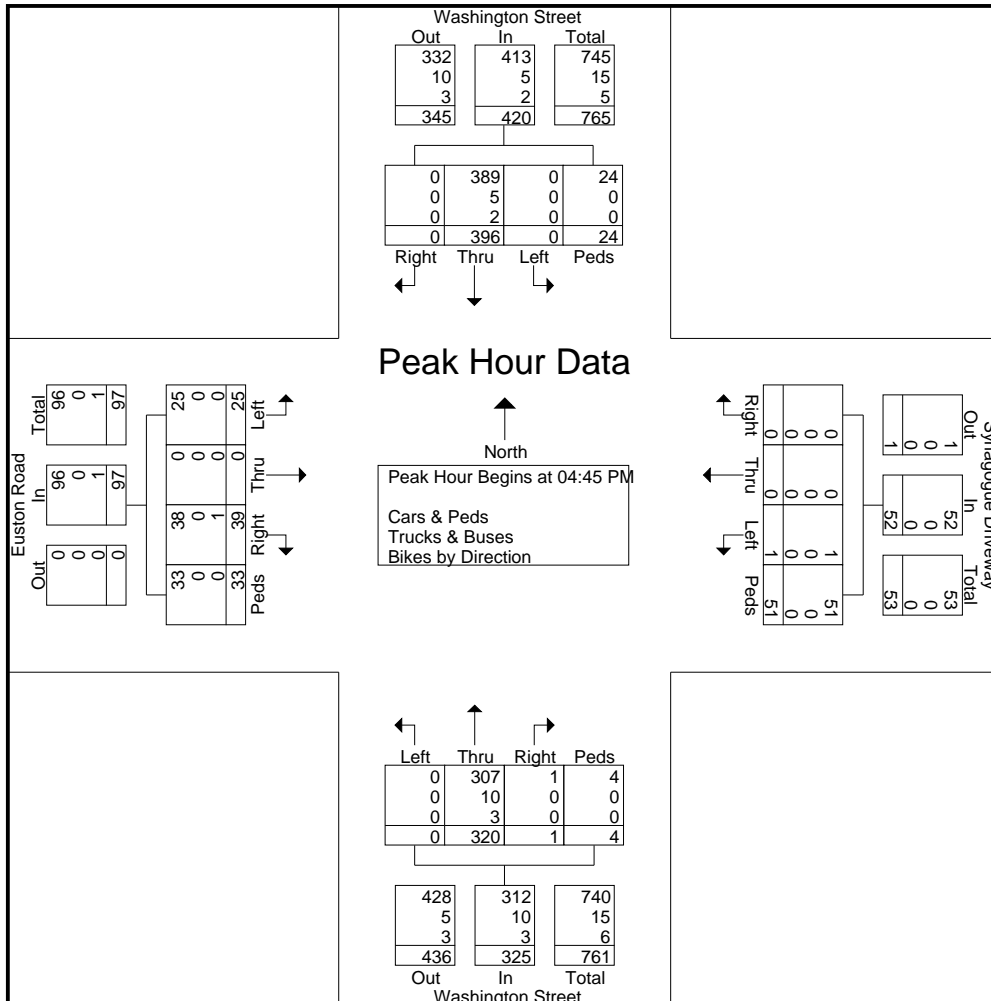 Washington Street
Out In Total
332 413 745
10 5 15
3 2 5
345 420 765
0 389 0 24
0 5 0 0
0 2 0 0
0 396 0 24
Right Thru Left Peds
Peak Hour Data
North
Peak Hour Begins at 04:45 PM
Cars & Peds
Trucks & Buses
Bikes by Direction
Euston Road
Out In Total
0 96 96
0 0 0
0 1 1
0 97 97
33 38 0 25
0 0 0 0
0 1 0 0
33 39 0 25
Peds Right Thru Left
Synagogue Driveway
Out In Total
1 52 53
0 0 0
0 0 0
1 52 53
0 0 1 51
0 0 0 0
0 0 0 0
0 0 1 51
Right Thru Left Peds
Left Thru Right Peds
0 307 1 4
0 10 0 0
0 3 0 0
0 320 1 4
428 312 740
5 10 15
3 3 6
436 325 761
Out In Total
Washington Street